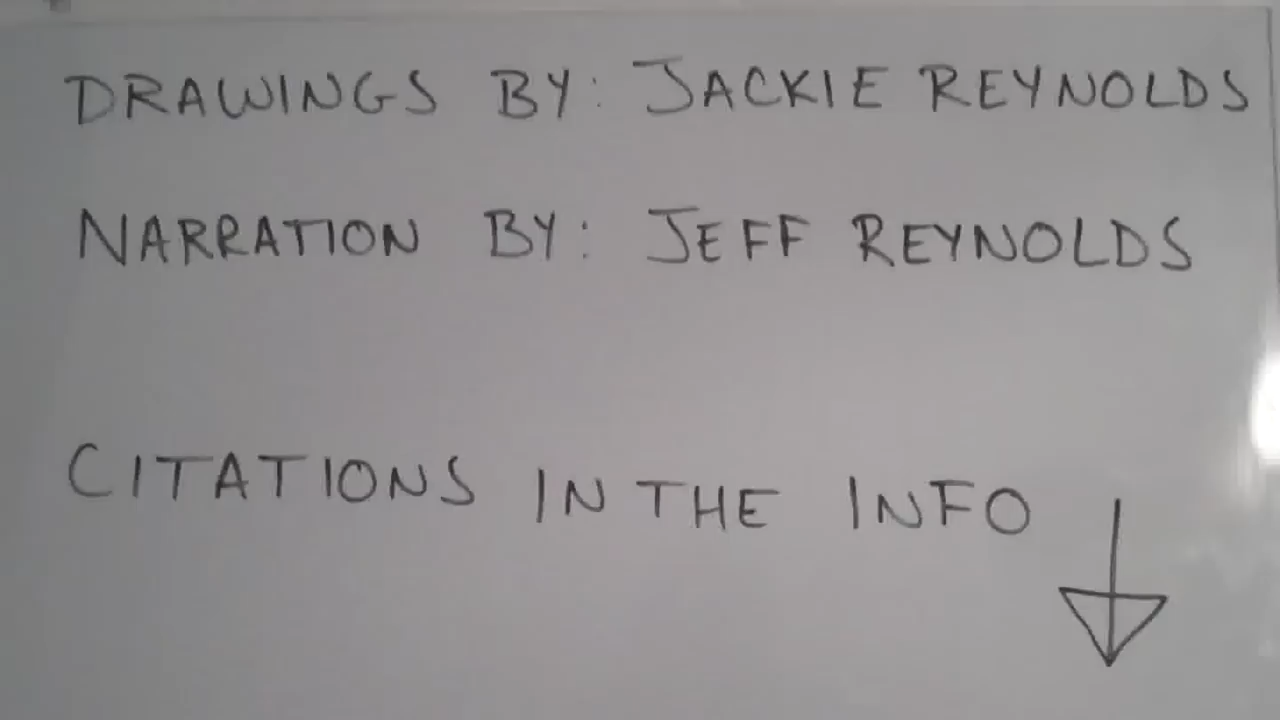 DRAWINGS BY: JACKIE REYNOLDS
NARRATION BY: JEFF REYNOLDS
CITATIONS IN THE INFO